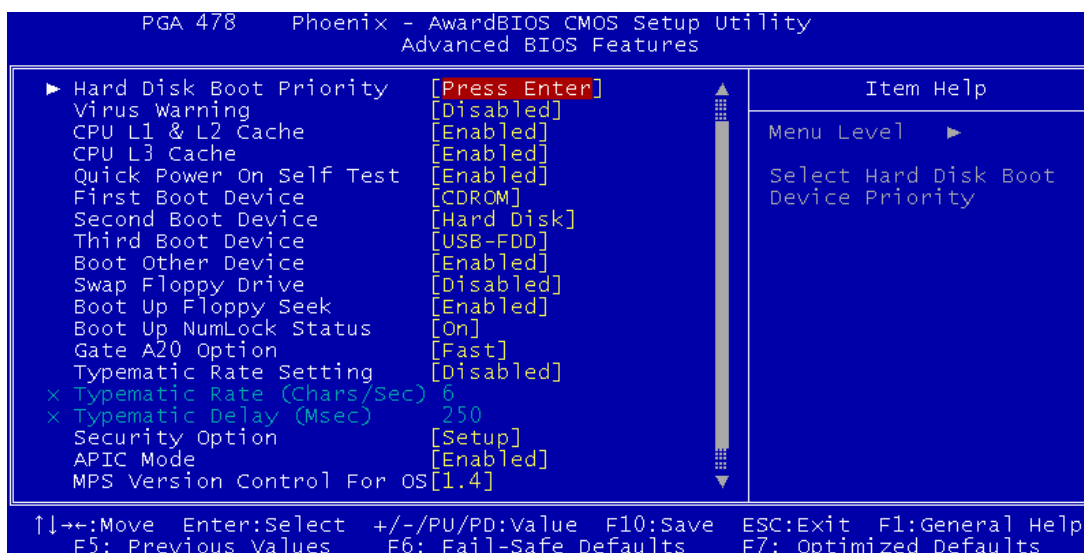 PGA 478 Phoenix - AwardBIOS CMOS Setup Utility
Advanced BIOS Features
► Hard Disk Boot Priority [Press Enter]
Virus Warning [Disabled]
CPU L1 & L2 Cache [Enabled]
CPU L3 Cache [Enabled]
Quick Power On Self Test [Enabled]
First Boot Device [CDROM]
Second Boot Device [Hard Disk]
Third Boot Device [USB-FDD]
Boot Other Device [Enabled]
Swap Floppy Drive [Disabled]
Boot Up Floppy Seek [Enabled]
Boot Up NumLock Status [On]
Gate A20 Option [Fast]
Typematic Rate Setting [Disabled]
x Typematic Rate (Chars/Sec) 6
x Typematic Delay (Msec) 250
Security Option [Setup]
APIC Mode [Enabled]
MPS Version Control For OS[1.4]
Item Help
Menu Level ►
Select Hard Disk Boot
Device Priority
↑↓→←:Move Enter:Select +/-/PU/PD:Value F10:Save ESC:Exit F1:General Help
F5: Previous Values F6: Fail-Safe Defaults F7: Optimized Defaults